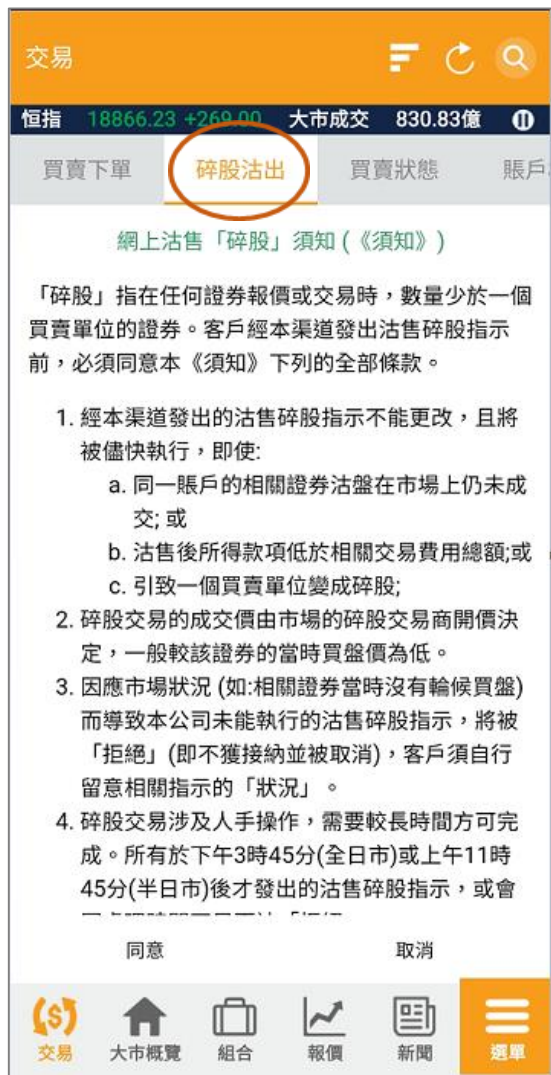 交易
恒指 18866.23 +269.00 大市成交 830.83億
買賣下單 碎股沽出 買賣狀態 賬戶
網上沽售「碎股」須知 (《須知》)
「碎股」指在任何證券報價或交易時，數量少於一個
買賣單位的證券。客戶經本渠道發出沽售碎股指示
前，必須同意本《須知》下列的全部條款。
1. 經本渠道發出的沽售碎股指示不能更改，且將
被儘快執行，即使:
a. 同一賬戶的相關證券沽盤在市場上仍未成
交; 或
b. 沽售後所得款項低於相關交易費用總額;或
c. 引致一個買賣單位變成碎股;
2. 碎股交易的成交價由市場的碎股交易商開價決
定，一般較該證券的當時買盤價為低。
3. 因應市場狀況 (如:相關證券當時沒有輪候買盤)
而導致本公司未能執行的沽售碎股指示，將被
「拒絕」(即不獲接納並被取消)，客戶須自行
留意相關指示的「狀況」。
4. 碎股交易涉及人手操作，需要較長時間方可完
成。所有於下午3時45分(全日市)或上午11時
45分(半日市)後才發出的沽售碎股指示，或會
同意 取消
($)
交易 大市概覽 組合 報價 新聞 選單